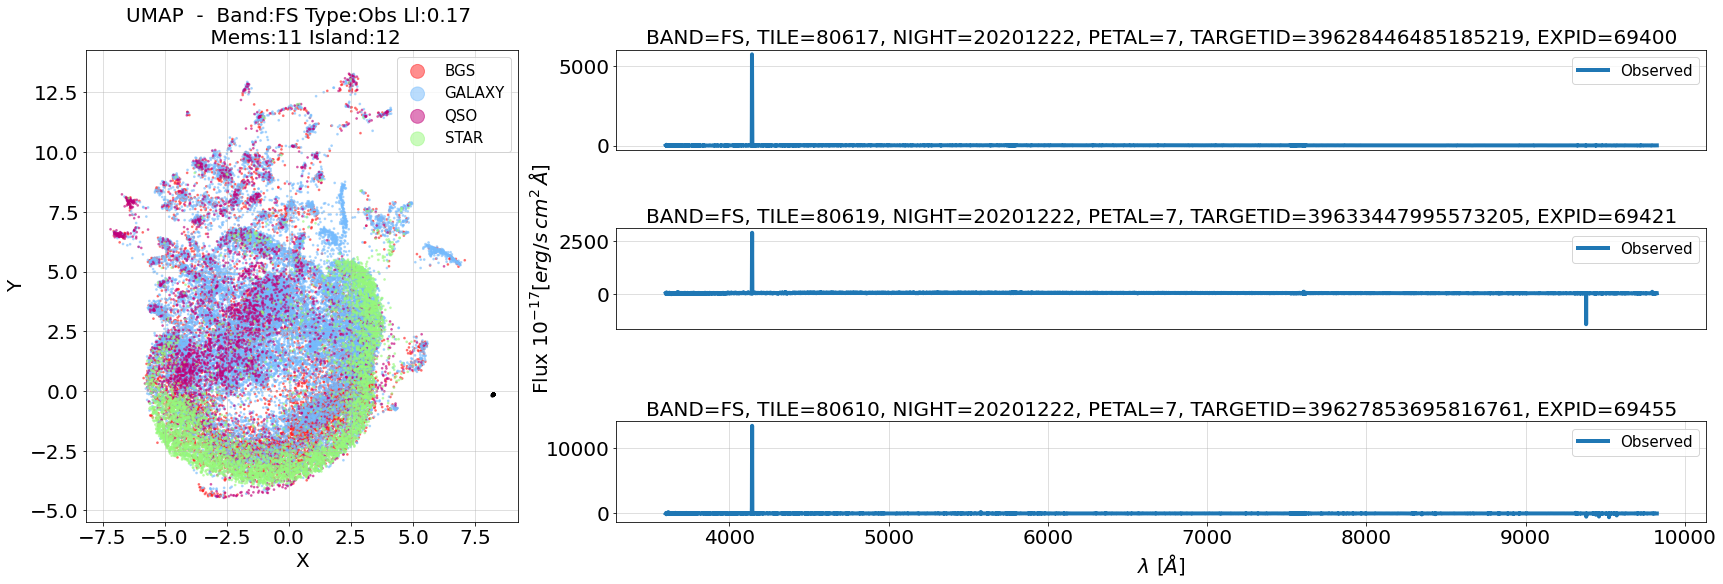 UMAP - Band:FS Type:Obs Ll:0.17
Mems:11 Island:12
BGS
GALAXY
QSO
STAR
12.5
10.0
7.5
5.0
2.5
0.0
−2.5
−5.0
Y
−7.5 −5.0 −2.5 0.0 2.5 5.0 7.5
X
Flux 10⁻¹⁷[erg/s cm² Å]
BAND=FS, TILE=80617, NIGHT=20201222, PETAL=7, TARGETID=39628446485185219, EXPID=69400
Observed
5000
0
BAND=FS, TILE=80619, NIGHT=20201222, PETAL=7, TARGETID=39633447995573205, EXPID=69421
Observed
2500
0
BAND=FS, TILE=80610, NIGHT=20201222, PETAL=7, TARGETID=39627853695816761, EXPID=69455
Observed
10000
0
4000 5000 6000 7000 8000 9000 10000
λ [Å]